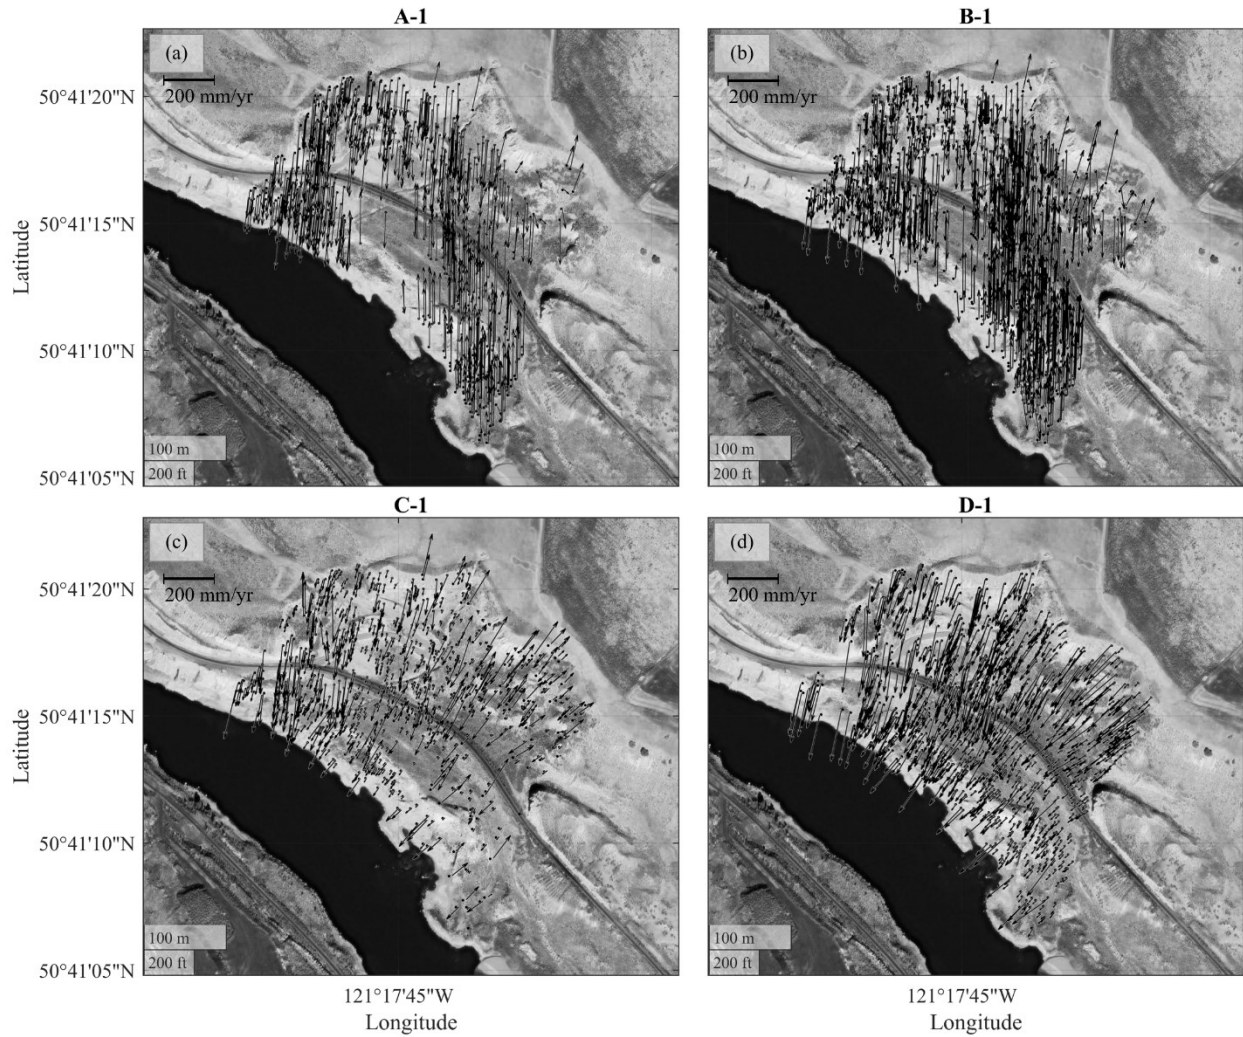 A-1
B-1
(a)
(b)
200 mm/yr
200 mm/yr
50°41'20"N
50°41'15"N
50°41'10"N
50°41'05"N
Latitude
100 m
200 ft
100 m
200 ft
C-1
D-1
(c)
(d)
200 mm/yr
200 mm/yr
50°41'20"N
50°41'15"N
50°41'10"N
50°41'05"N
Latitude
100 m
200 ft
100 m
200 ft
121°17'45"W
121°17'45"W
Longitude
Longitude